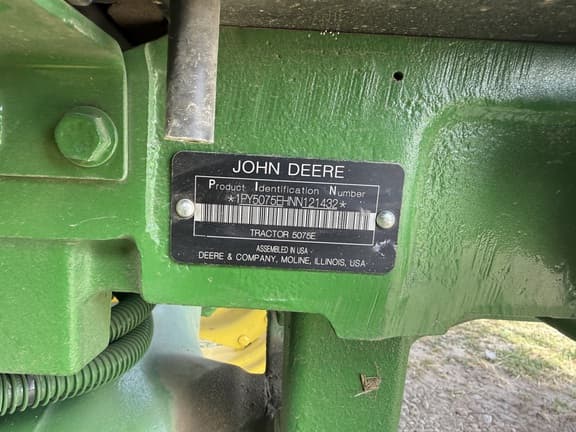 JOHN DEERE
Product Identification Number
*1PY5075EHNN121432*
TRACTOR 5075E
ASSEMBLED IN USA
DEERE & COMPANY, MOLINE, ILLINOIS, USA